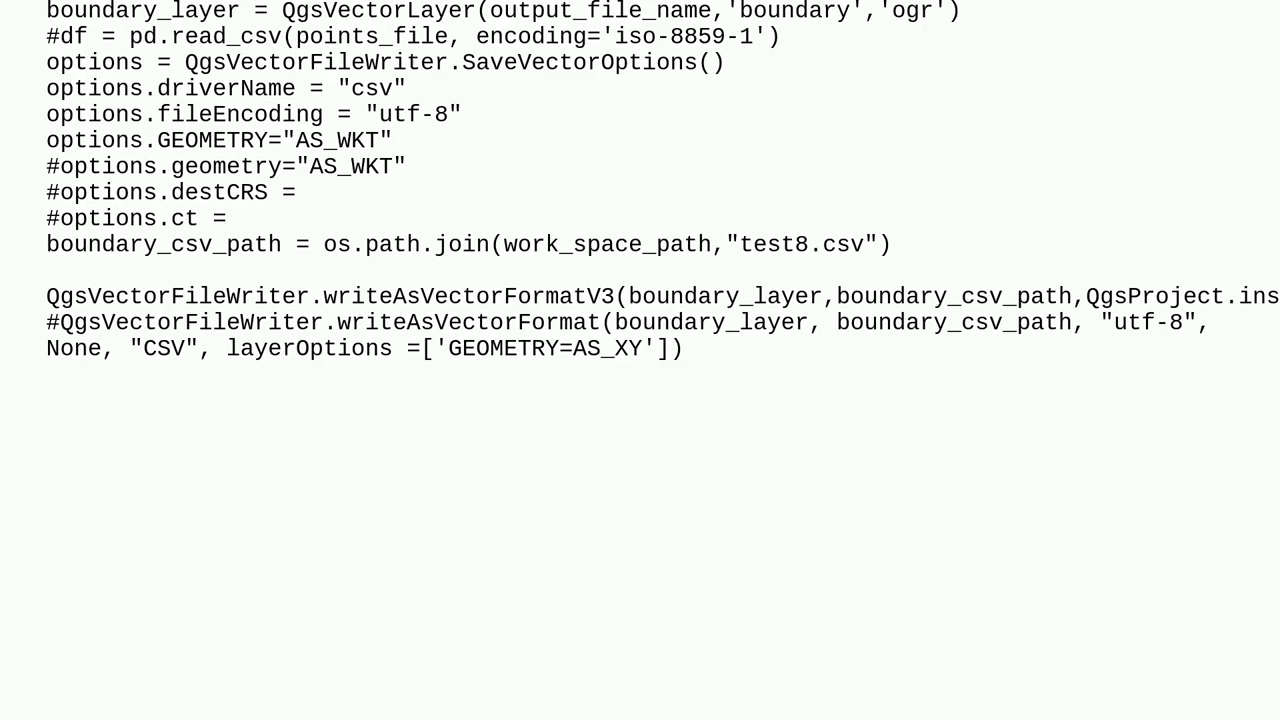 boundary_layer = QgsVectorLayer(output_file_name,'boundary','ogr')
#df = pd.read_csv(points_file, encoding='iso-8859-1')
options = QgsVectorFileWriter.SaveVectorOptions()
options.driverName = "csv"
options.fileEncoding = "utf-8"
options.GEOMETRY="AS_WKT"
#options.geometry="AS_WKT"
#options.destCRS =
#options.ct =
boundary_csv_path = os.path.join(work_space_path,"test8.csv")
QgsVectorFileWriter.writeAsVectorFormatV3(boundary_layer,boundary_csv_path,QgsProject.ins
#QgsVectorFileWriter.writeAsVectorFormat(boundary_layer, boundary_csv_path, "utf-8",
None, "CSV", layerOptions =['GEOMETRY=AS_XY'])